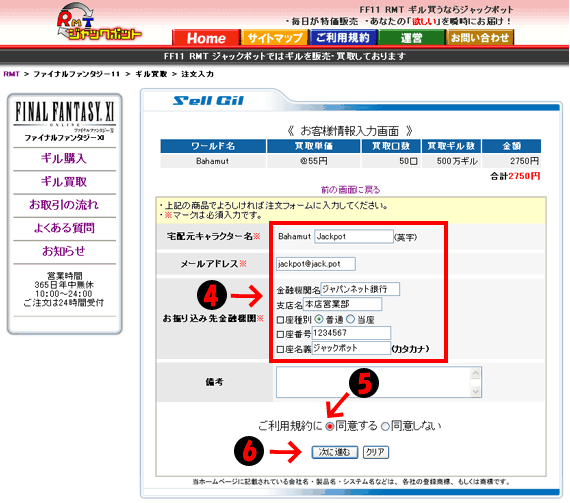 RMT
ジャックポット
FF11 RMT ギル買うならジャックポット
・毎日が特価販売 ・あなたの「欲しい」を瞬時にお届け！
Home サイトマップ ご利用規約 運営 お問い合わせ
FF11 RMT ジャックポットではギルを販売・買取しております
RMT > ファイナルファンタジー11 > ギル買取 > 注文入力
FINAL FANTASY XI
ONLINE
ファイナルファンタジーXI
ギル購入
ギル買取
お取引の流れ
よくある質問
お知らせ
営業時間
365日年中無休
10:00～24:00
ご注文は24時間受付
Sell Gil
《 お客様情報入力画面 》
ワールド名 買取単価 買取口数 買取ギル数 金額
Bahamut @55円 50口 500万ギル 2750円
合計2750円
前の画面に戻る
・上記の商品でよろしければ注文フォームに入力してください。
・※マークは必須入力です。
宅配元キャラクター名※ Bahamut Jackpot (英字)
メールアドレス※ jackpot@jack.pot
お振り込み先金融機関※
金融機関名 ジャパンネット銀行
支店名 本店営業部
口座種別 普通 当座
口座番号 1234567
口座名義 ジャックポット (カタカナ)
4
備考
5
ご利用規約に 同意する 同意しない
6
次に進む クリア
当ホームページに記載されている会社名・製品名・システム名などは、各社の登録商標、もしくは商標です。